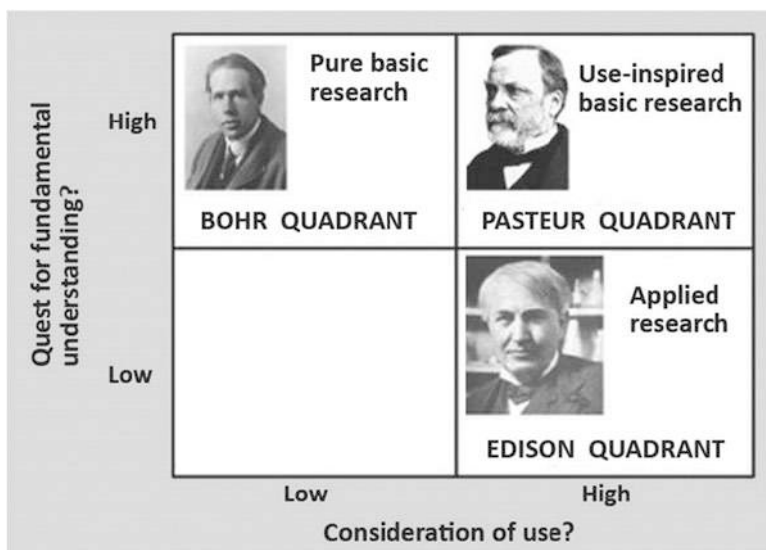 Quest for fundamental
understanding?
High
Low
Pure basic
research
BOHR QUADRANT
Use-inspired
basic research
PASTEUR QUADRANT
Applied
research
EDISON QUADRANT
Low
High
Consideration of use?